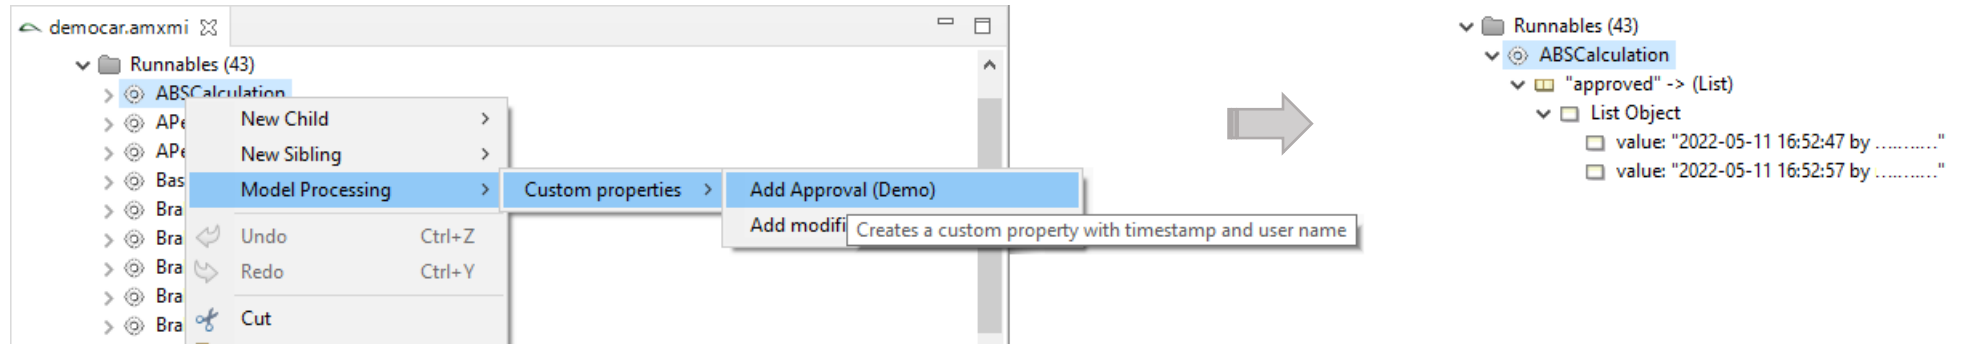 democar.amxmi
Runnables (43)
ABSCalculation
APe
APe
Bas
Bra
Bra
Bra
Bra
Bra
New Child
New Sibling
Model Processing
Undo Ctrl+Z
Redo Ctrl+Y
Cut
Custom properties
Add Approval (Demo)
Add modifi
Creates a custom property with timestamp and user name
Runnables (43)
ABSCalculation
"approved" -> (List)
List Object
value: "2022-05-11 16:52:47 by ..........."
value: "2022-05-11 16:52:57 by ..........."